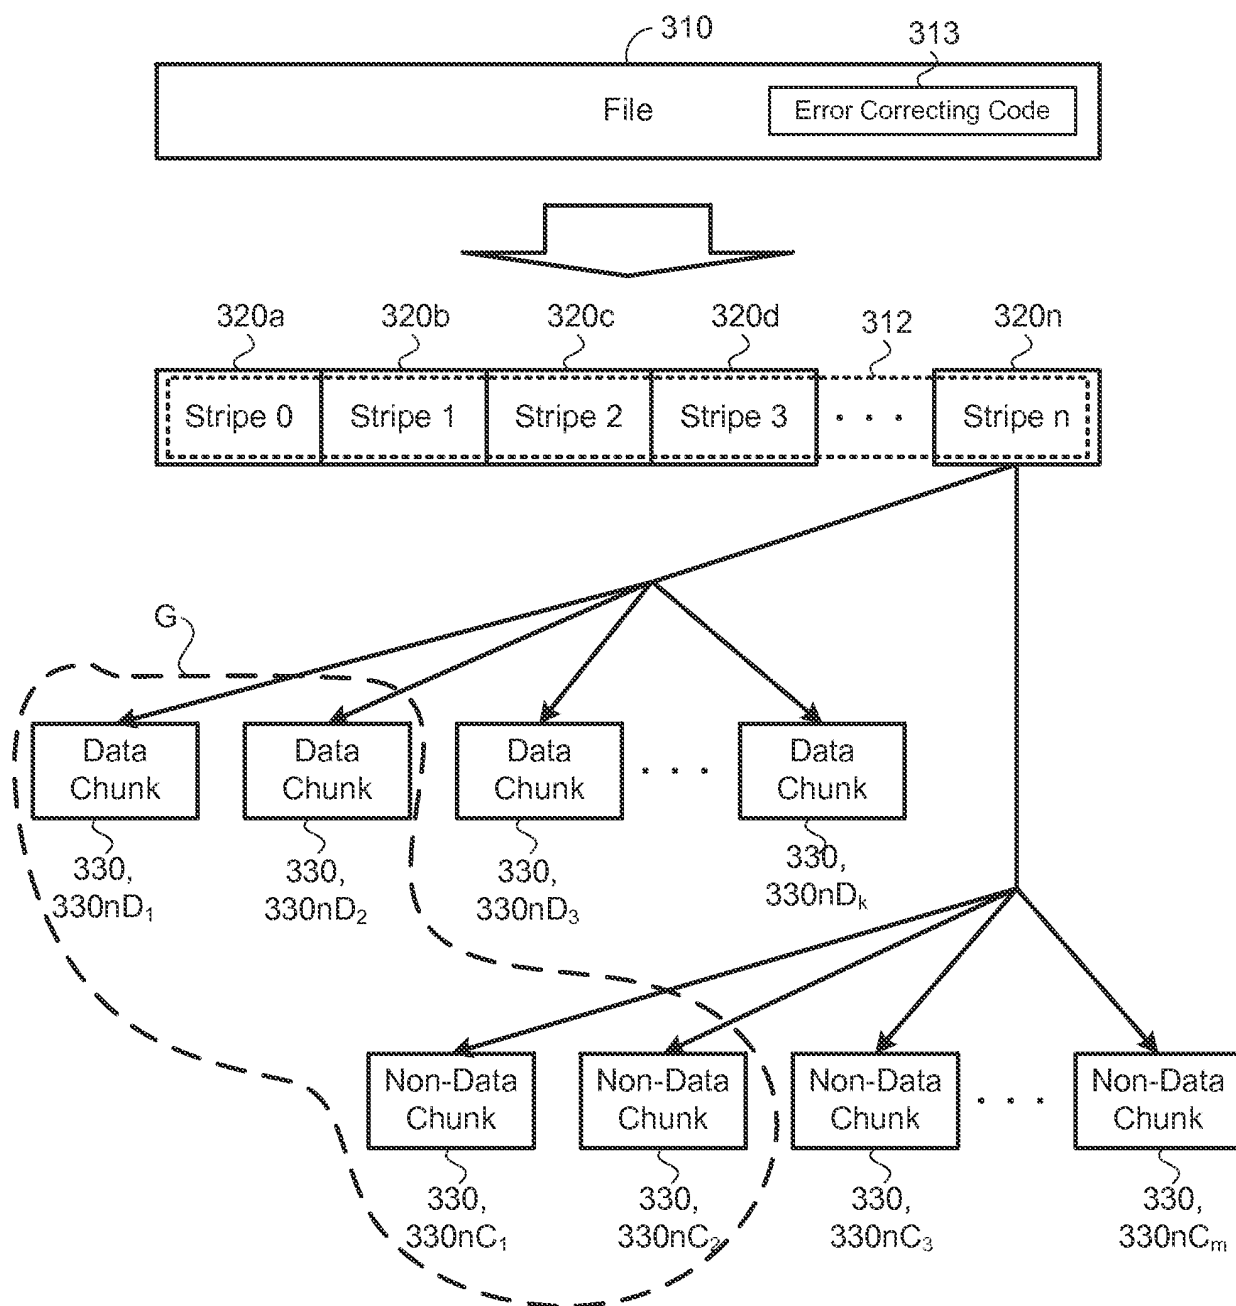 310
313
File
Error Correcting Code
320a 320b 320c 320d 312 320n
Stripe 0 Stripe 1 Stripe 2 Stripe 3 . . . Stripe n
G
Data Chunk
Data Chunk
Data Chunk
. . .
Data Chunk
330, 330nD₁
330, 330nD₂
330, 330nD₃
330, 330nDₖ
Non-Data Chunk
Non-Data Chunk
Non-Data Chunk
. . .
Non-Data Chunk
330, 330nC₁
330, 330nC₂
330, 330nC₃
330, 330nCₘ